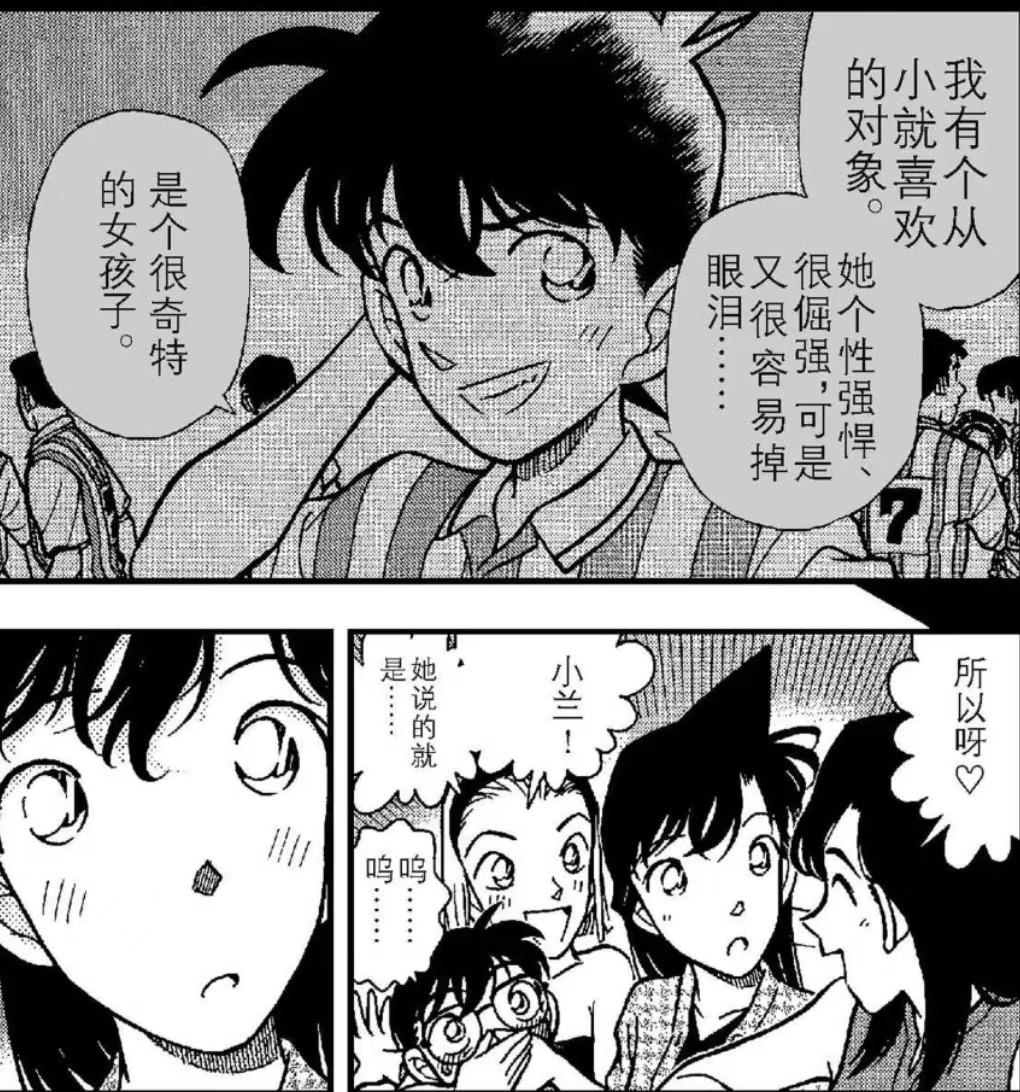 我有个从
小就喜欢
的对象。
她个性强悍、
很倔强,可是
又很容易掉
眼泪……
是个很奇特
的女孩子。
7
所以呀♡
小兰!
她说的就
是……
呜……
呜……